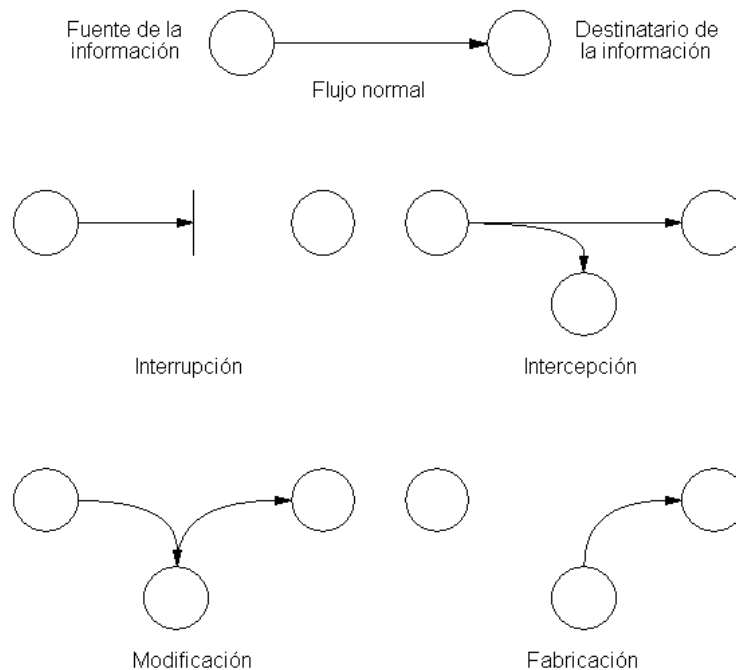 Fuente de la
información
Destinatario de
la información
Flujo normal
Interrupción
Intercepción
Modificación
Fabricación